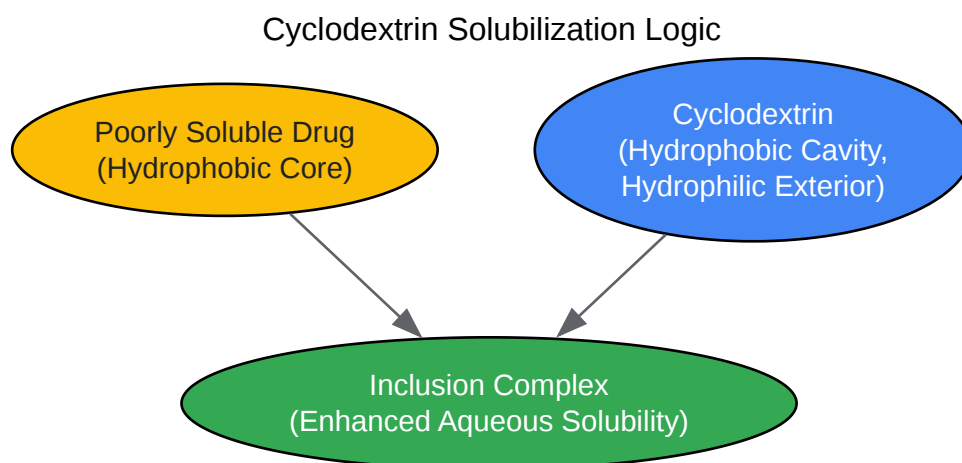 Cyclodextrin Solubilization Logic
Poorly Soluble Drug
(Hydrophobic Core)
Cyclodextrin
(Hydrophobic Cavity,
Hydrophilic Exterior)
Inclusion Complex
(Enhanced Aqueous Solubility)